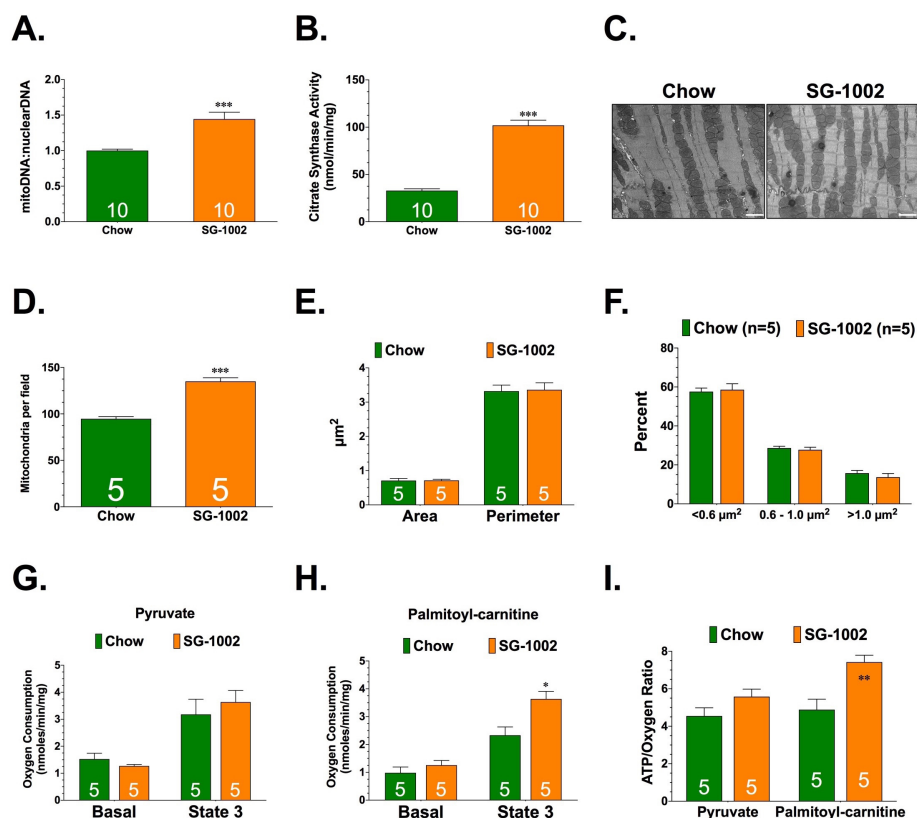 A.
mitoDNA:nuclearDNA
2.0
1.5
1.0
0.5
0.0
***
10
10
Chow
SG-1002
B.
Citrate Synthase Activity
(nmol/min/mg)
150
100
50
0
***
10
10
Chow
SG-1002
C.
Chow
SG-1002
D.
Mitochondria per field
150
100
50
0
***
5
5
Chow
SG-1002
E.
Chow
SG-1002
µm²
4
3
2
1
0
5
5
5
5
Area
Perimeter
F.
Chow (n=5)
SG-1002 (n=5)
Percent
80
60
40
20
0
<0.6 µm²
0.6 - 1.0 µm²
>1.0 µm²
G.
Pyruvate
Chow
SG-1002
Oxygen Consumption
(nmoles/min/mg)
5
4
3
2
1
0
5
5
5
5
Basal
State 3
H.
Palmitoyl-carnitine
Chow
SG-1002
Oxygen Consumption
(nmoles/min/mg)
5
4
3
2
1
0
*
5
5
5
5
Basal
State 3
I.
Chow
SG-1002
ATP/Oxygen Ratio
8
6
4
2
0
**
5
5
5
5
Pyruvate
Palmitoyl-carnitine